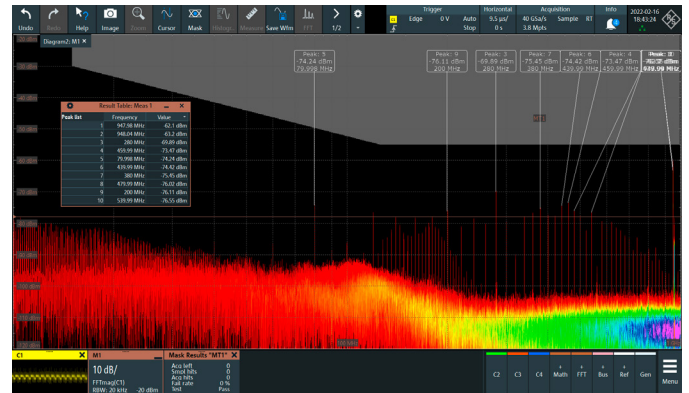 Undo
Redo
Help
Image
Zoom
Cursor
Mask
Histogr.
Measure
Save Wfm
FFT
1/2
Trigger
Edge 0 V Auto
Stop
Horizontal
9.5 µs/
0 s
Acquisition
40 GSa/s Sample RT
3.8 Mpts
Info
2022-02-16
18:43:24
Diagram2: M1 ×
Peak: 5
-74.24 dBm
79.998 MHz
Peak: 9
-76.11 dBm
200 MHz
Peak: 3
-69.89 dBm
280 MHz
Peak: 7
-75.45 dBm
380 MHz
Peak: 6
-74.42 dBm
439.99 MHz
Peak: 4
-73.47 dBm
459.99 MHz
Result Table: Meas 1
Peak list Frequency Value
1 947.98 MHz -62.1 dBm
2 948.04 MHz -63.2 dBm
3 280 MHz -69.89 dBm
4 459.99 MHz -73.47 dBm
5 79.998 MHz -74.24 dBm
6 439.99 MHz -74.42 dBm
7 380 MHz -75.45 dBm
8 479.99 MHz -76.02 dBm
9 200 MHz -76.11 dBm
10 539.99 MHz -76.55 dBm
MT1
C1 X
M1
10 dB/
FFTmag(C1)
RBW: 20 kHz -20 dBm
Mask Results "MT1" X
Acq left 0
Smpl hits 0
Acq hits 0
Fail rate 0 %
Test Pass
C2
C3
C4
+ Math
+ FFT
+ Bus
+ Ref
Gen
Menu